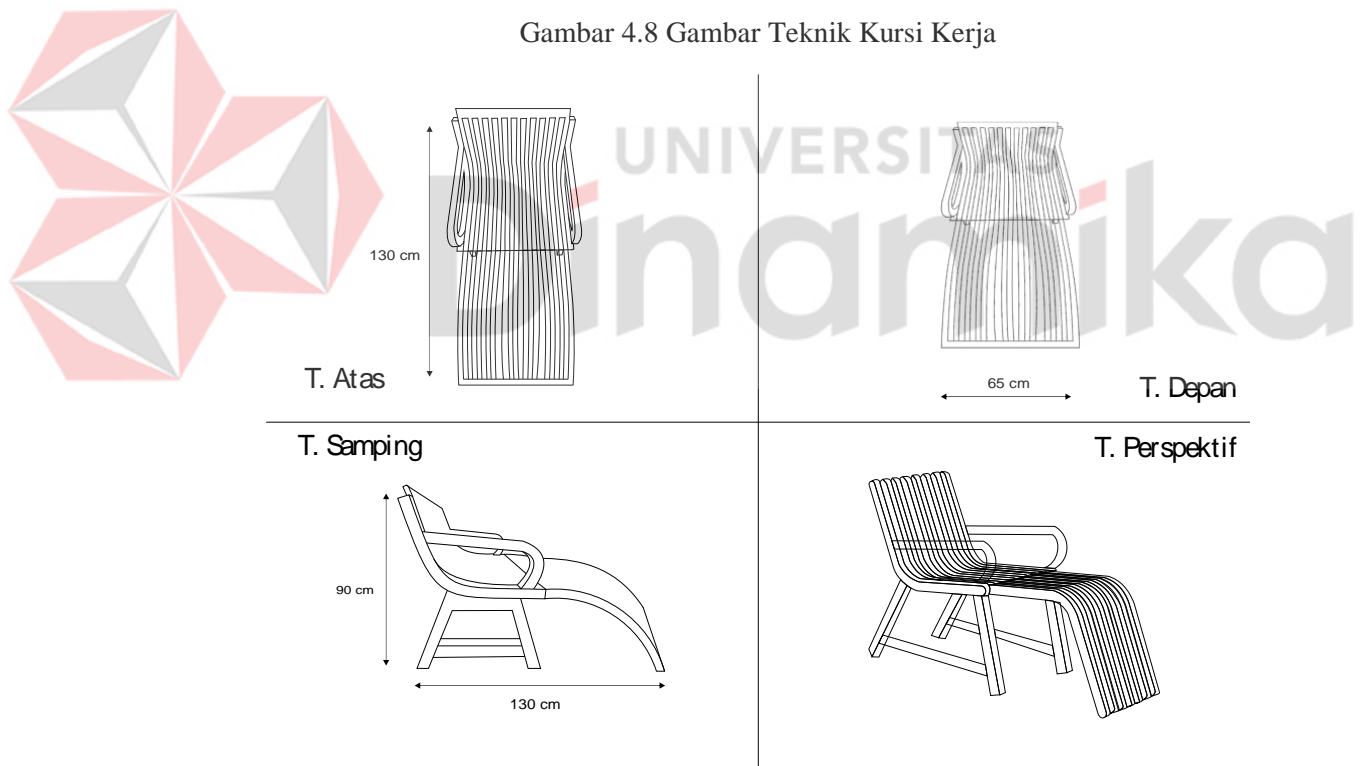 Gambar 4.8 Gambar Teknik Kursi Kerja
UNIVERSITAS
Dinamika
130 cm
T. Atas
65 cm
T. Depan
T. Samping
T. Perspektif
90 cm
130 cm